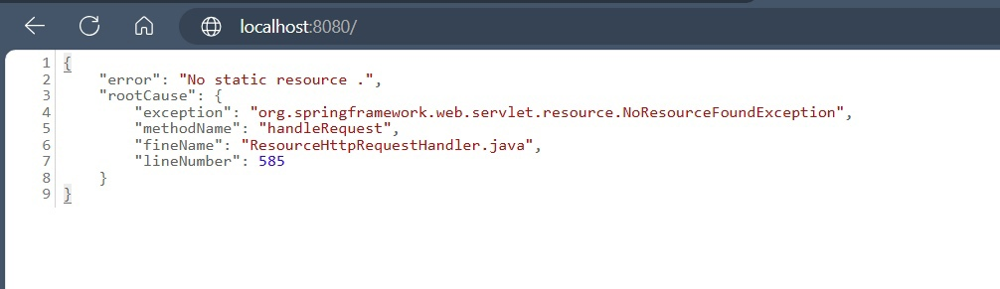 localhost:8080/
1 {
2 "error": "No static resource .",
3 "rootCause": {
4 "exception": "org.springframework.web.servlet.resource.NoResourceFoundException",
5 "methodName": "handleRequest",
6 "fineName": "ResourceHttpRequestHandler.java",
7 "lineNumber": 585
8 }
9 }